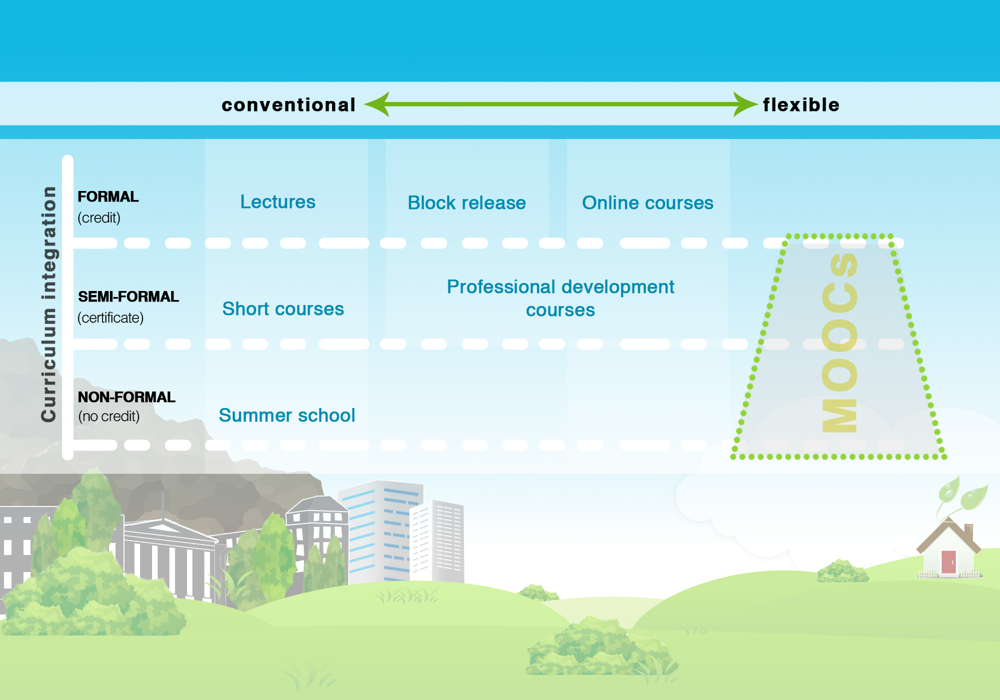 conventional flexible
Curriculum integration
FORMAL
(credit)
Lectures
Block release
Online courses
SEMI-FORMAL
(certificate)
Short courses
Professional development
courses
NON-FORMAL
(no credit)
Summer school
MOOCs